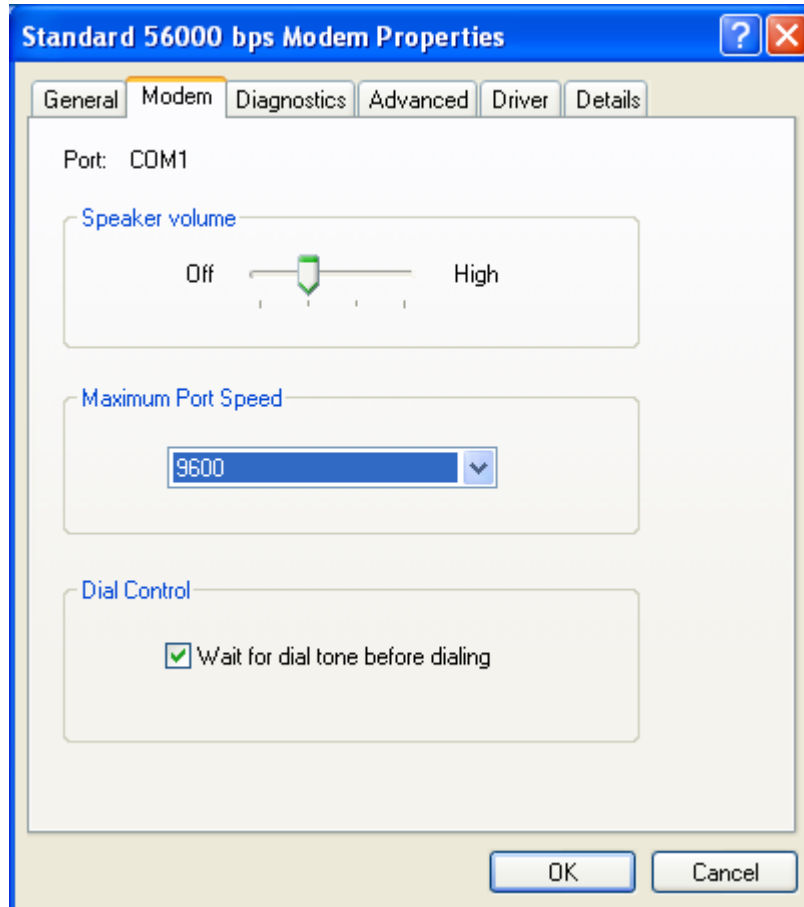 Standard 56000 bps Modem Properties
General Modem Diagnostics Advanced Driver Details
Port: COM1
Speaker volume
Off High
Maximum Port Speed
9600
Dial Control
Wait for dial tone before dialing
OK Cancel